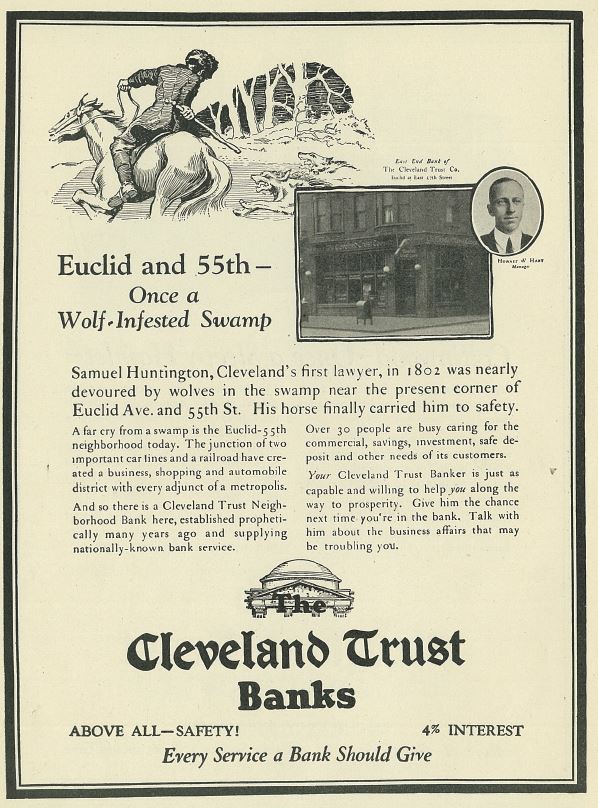 East End Bank of
The Cleveland Trust Co.
Euclid at East 57th Street
Manager
Euclid and 55th—
Once a
Wolf-Infested Swamp
Samuel Huntington, Cleveland's first lawyer, in 1802 was nearly
devoured by wolves in the swamp near the present corner of
Euclid Ave. and 55th St. His horse finally carried him to safety.
A far cry from a swamp is the Euclid-55th
neighborhood today. The junction of two
important car lines and a railroad have cre-
ated a business, shopping and automobile
district with every adjunct of a metropolis.
And so there is a Cleveland Trust Neigh-
borhood Bank here, established propheti-
cally many years ago and supplying
nationally-known bank service.
Over 30 people are busy caring for the
commercial, savings, investment, safe de-
posit and other needs of its customers.
Your Cleveland Trust Banker is just as
capable and willing to help you along the
way to prosperity. Give him the chance
next time you're in the bank. Talk with
him about the business affairs that may
be troubling you.
The
Cleveland Trust
Banks
ABOVE ALL—SAFETY!
4% INTEREST
Every Service a Bank Should Give